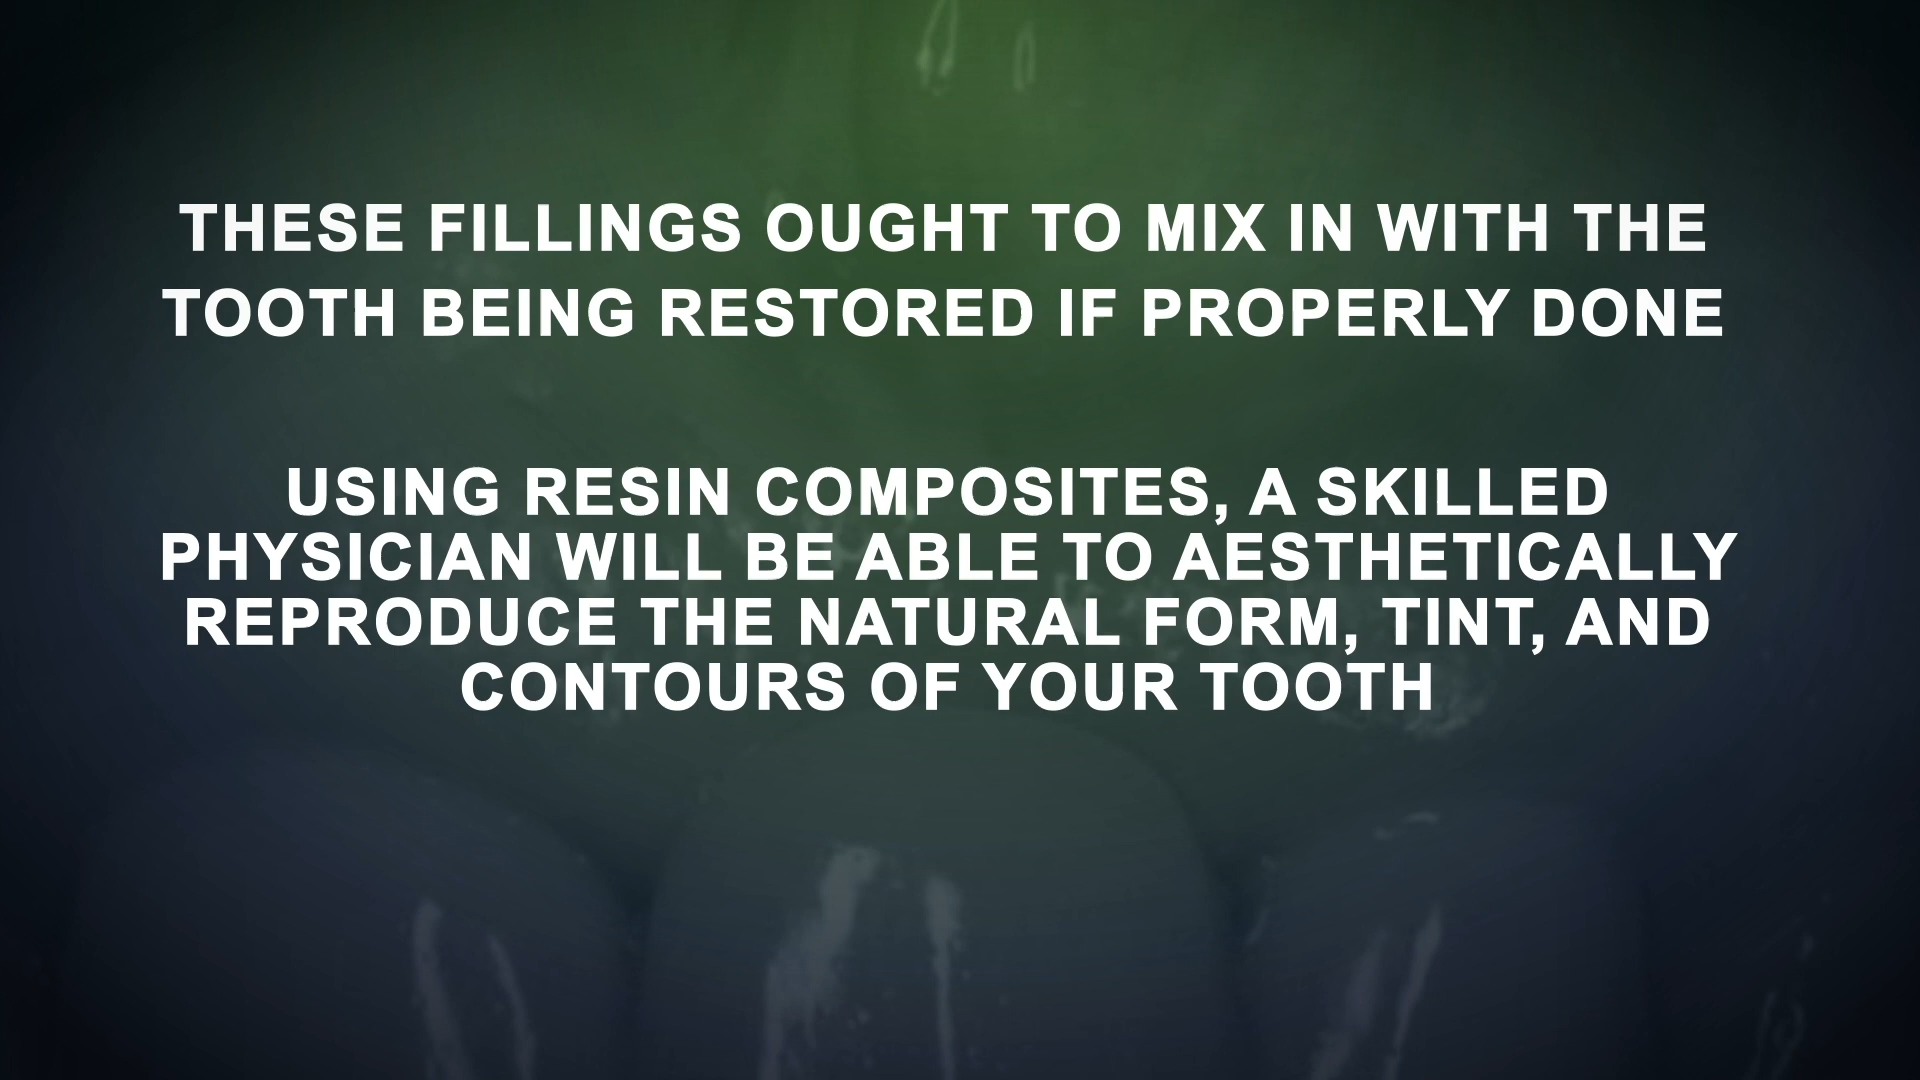 THESE FILLINGS OUGHT TO MIX IN WITH THE
TOOTH BEING RESTORED IF PROPERLY DONE
USING RESIN COMPOSITES, A SKILLED
PHYSICIAN WILL BE ABLE TO AESTHETICALLY
REPRODUCE THE NATURAL FORM, TINT, AND
CONTOURS OF YOUR TOOTH